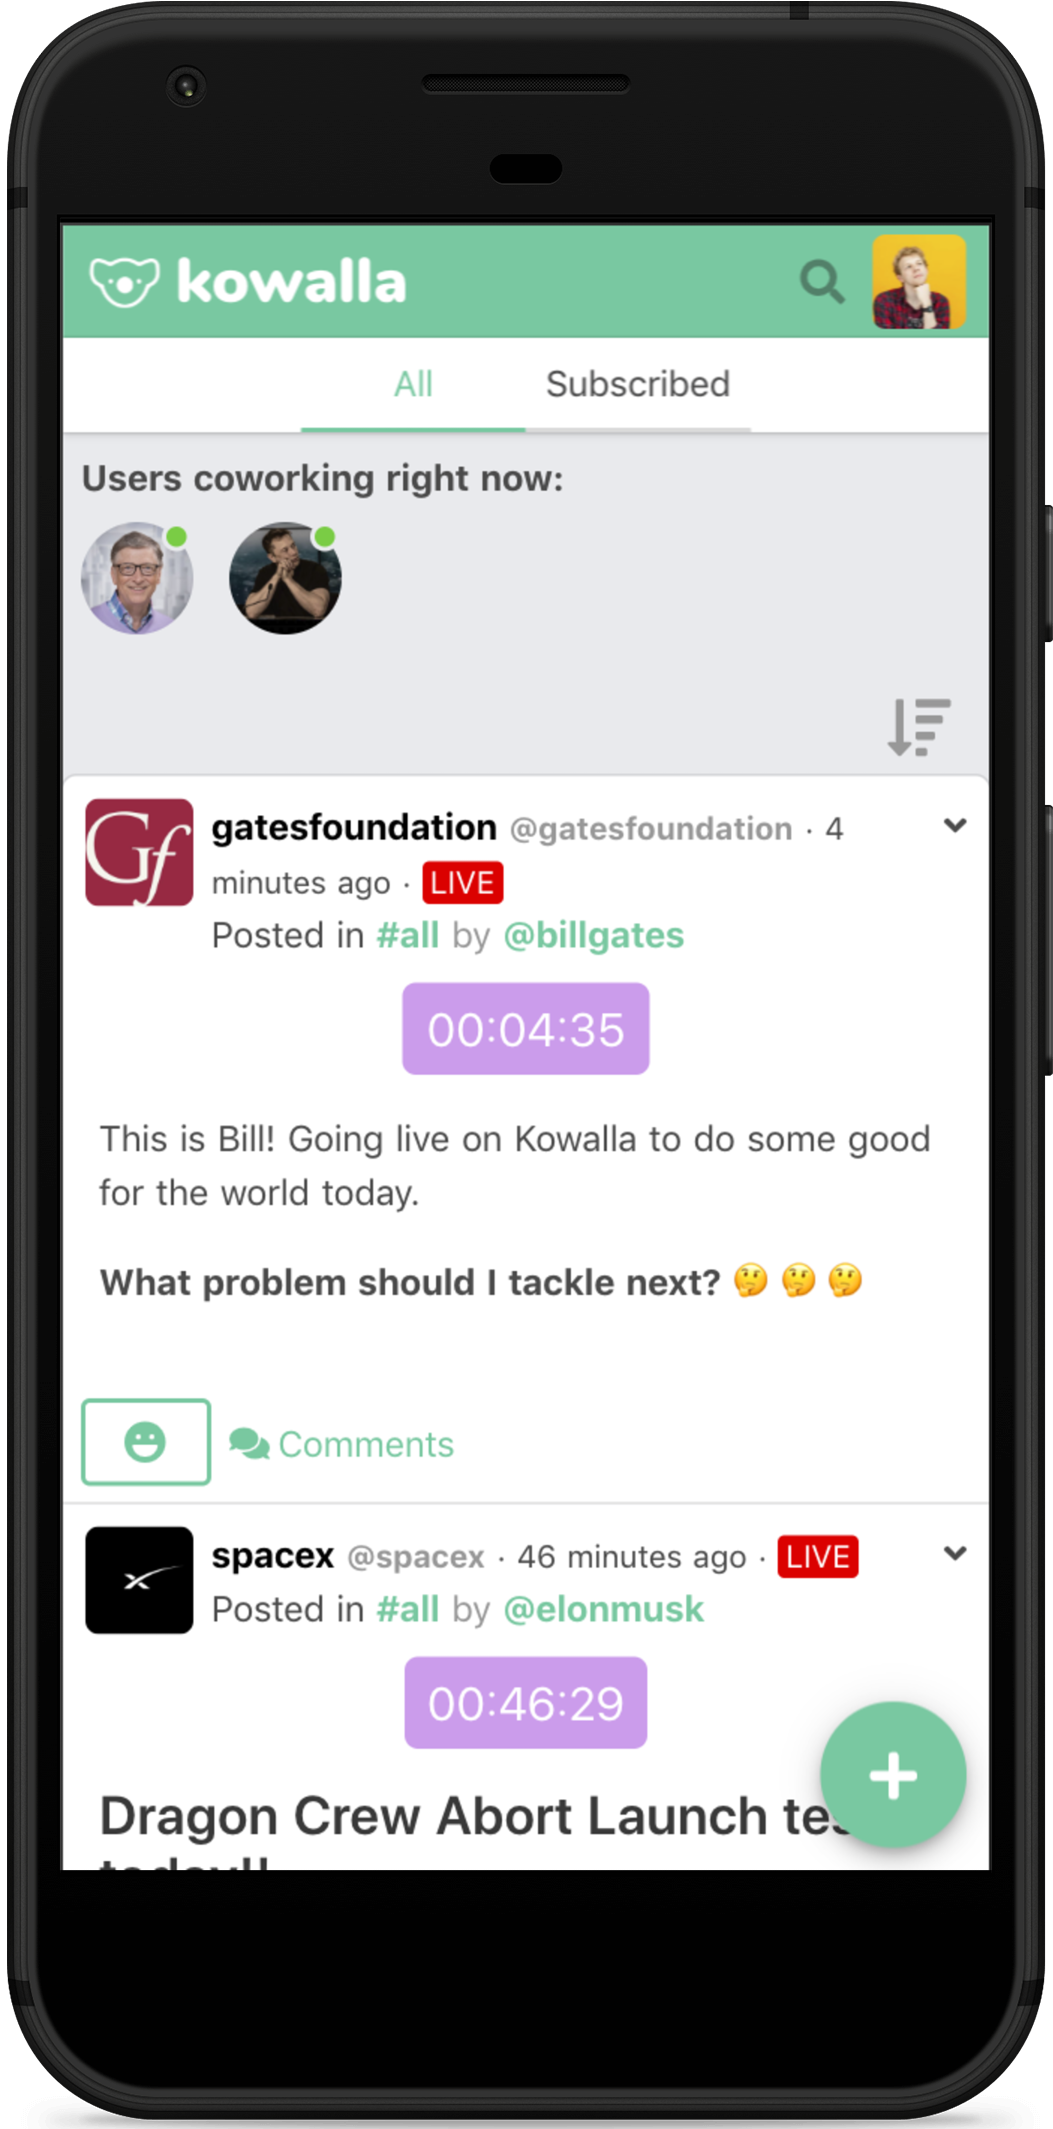 kowalla
All Subscribed
Users coworking right now:
Gf
gatesfoundation @gatesfoundation · 4
minutes ago · LIVE
Posted in #all by @billgates
00:04:35
This is Bill! Going live on Kowalla to do some good
for the world today.
What problem should I tackle next? 🤔 🤔 🤔
Comments
spacex @spacex · 46 minutes ago · LIVE
Posted in #all by @elonmusk
00:46:29
Dragon Crew Abort Launch tes
today!!